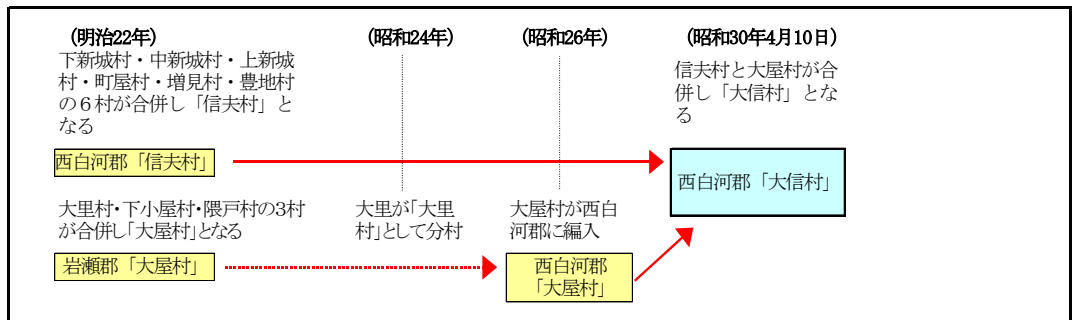 (明治22年)
下新城村・中新城村・上新城
村・町屋村・増見村・豊地村
の6村が合併し「信夫村」と
なる
西白河郡「信夫村」
(昭和24年)
(昭和26年)
(昭和30年4月10日)
信夫村と大屋村が合
併し「大信村」とな
る
西白河郡「大信村」
大里村・下小屋村・隈戸村の3村
が合併し「大屋村」となる
岩瀬郡「大屋村」
大里が「大里
村」として分村
大屋村が西白
河郡に編入
西白河郡
「大屋村」